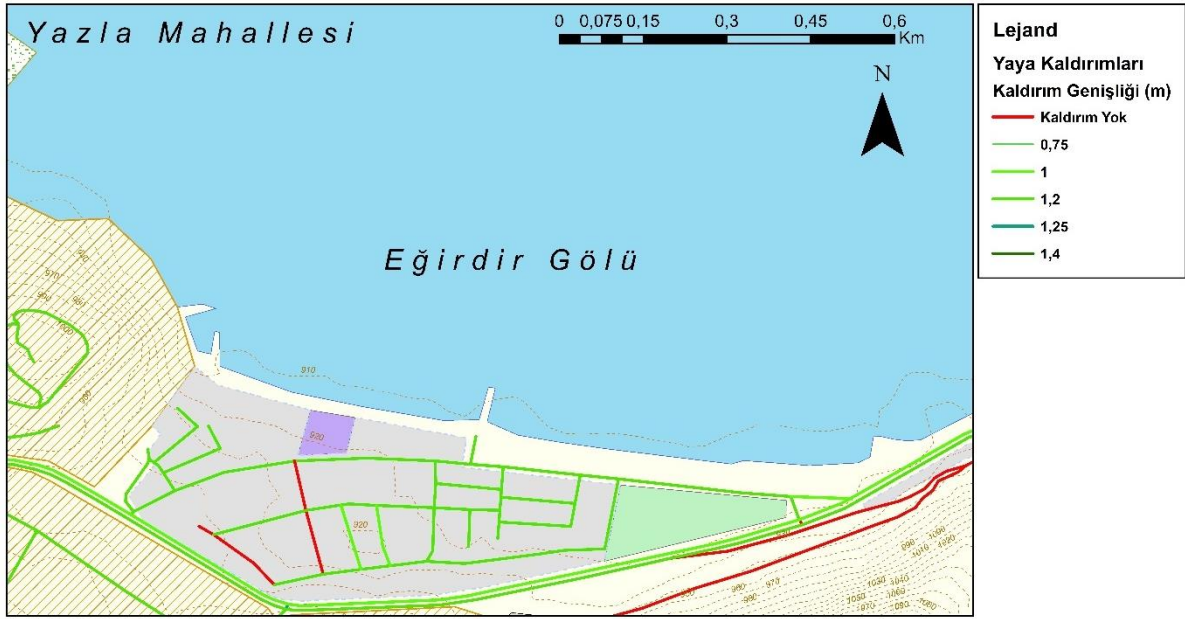 Yazla Mahallesi
0 0,075 0,15 0,3 0,45 0,6
Km
N
Eğirdir Gölü
910
920
920
Lejand
Yaya Kaldırımları
Kaldırım Genişliği (m)
Kaldırım Yok
0,75
1
1,2
1,25
1,4